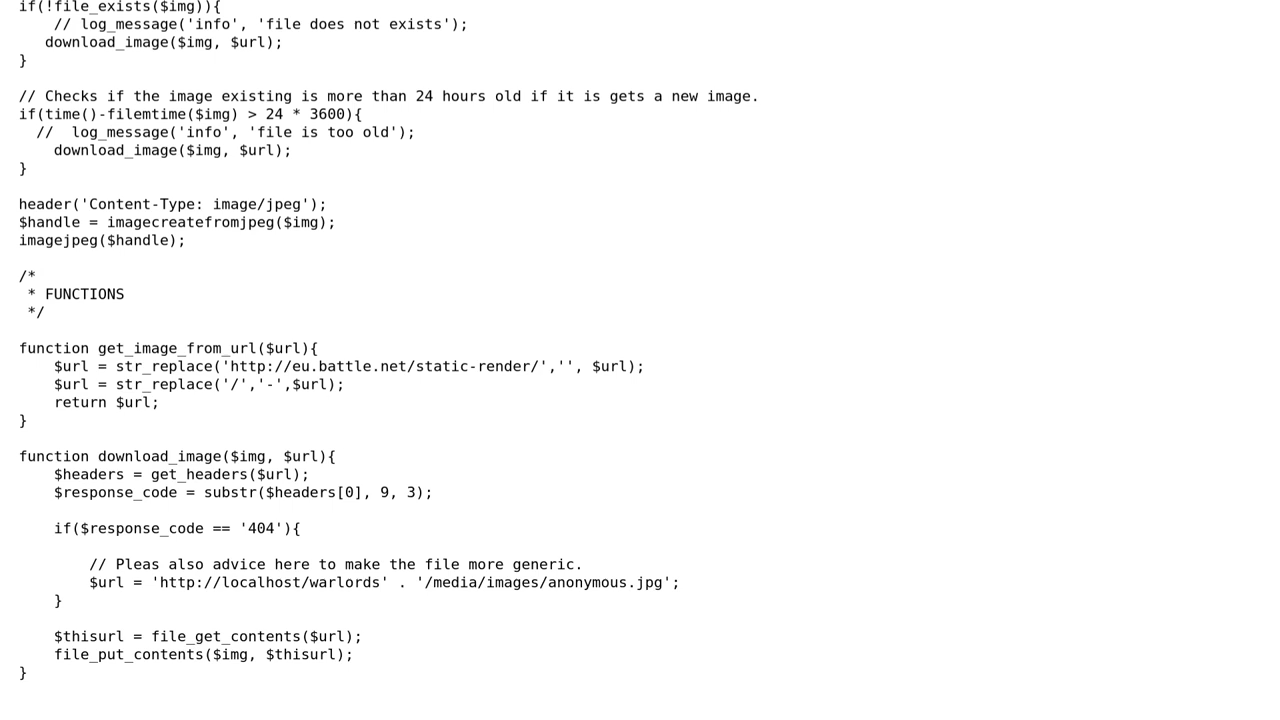 if(!file_exists($img)){
    // log_message('info', 'file does not exists');
   download_image($img, $url);
}

// Checks if the image existing is more than 24 hours old if it is gets a new image.
if(time()-filemtime($img) > 24 * 3600){
  //  log_message('info', 'file is too old');
    download_image($img, $url);
}

header('Content-Type: image/jpeg');
$handle = imagecreatefromjpeg($img);
imagejpeg($handle);

/*
 * FUNCTIONS
 */

function get_image_from_url($url){
    $url = str_replace('http://eu.battle.net/static-render/','', $url);
    $url = str_replace('/','-',$url);
    return $url;
}

function download_image($img, $url){
    $headers = get_headers($url);
    $response_code = substr($headers[0], 9, 3);

    if($response_code == '404'){

        // Pleas also advice here to make the file more generic.
        $url = 'http://localhost/warlords' . '/media/images/anonymous.jpg';
    }

    $thisurl = file_get_contents($url);
    file_put_contents($img, $thisurl);
}